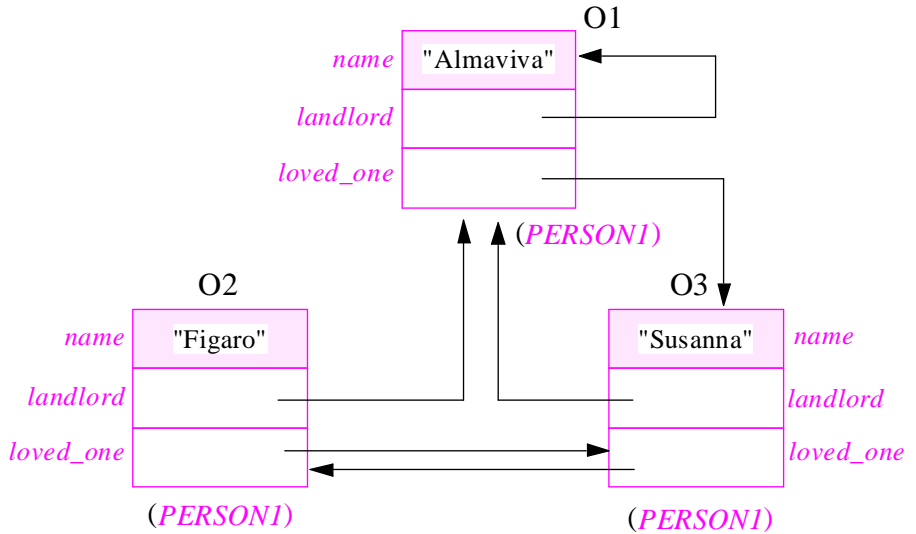 O1
name "Almaviva"
landlord
loved_one
(PERSON1)
O2 O3
name "Figaro" "Susanna" name
landlord landlord
loved_one loved_one
(PERSON1) (PERSON1)